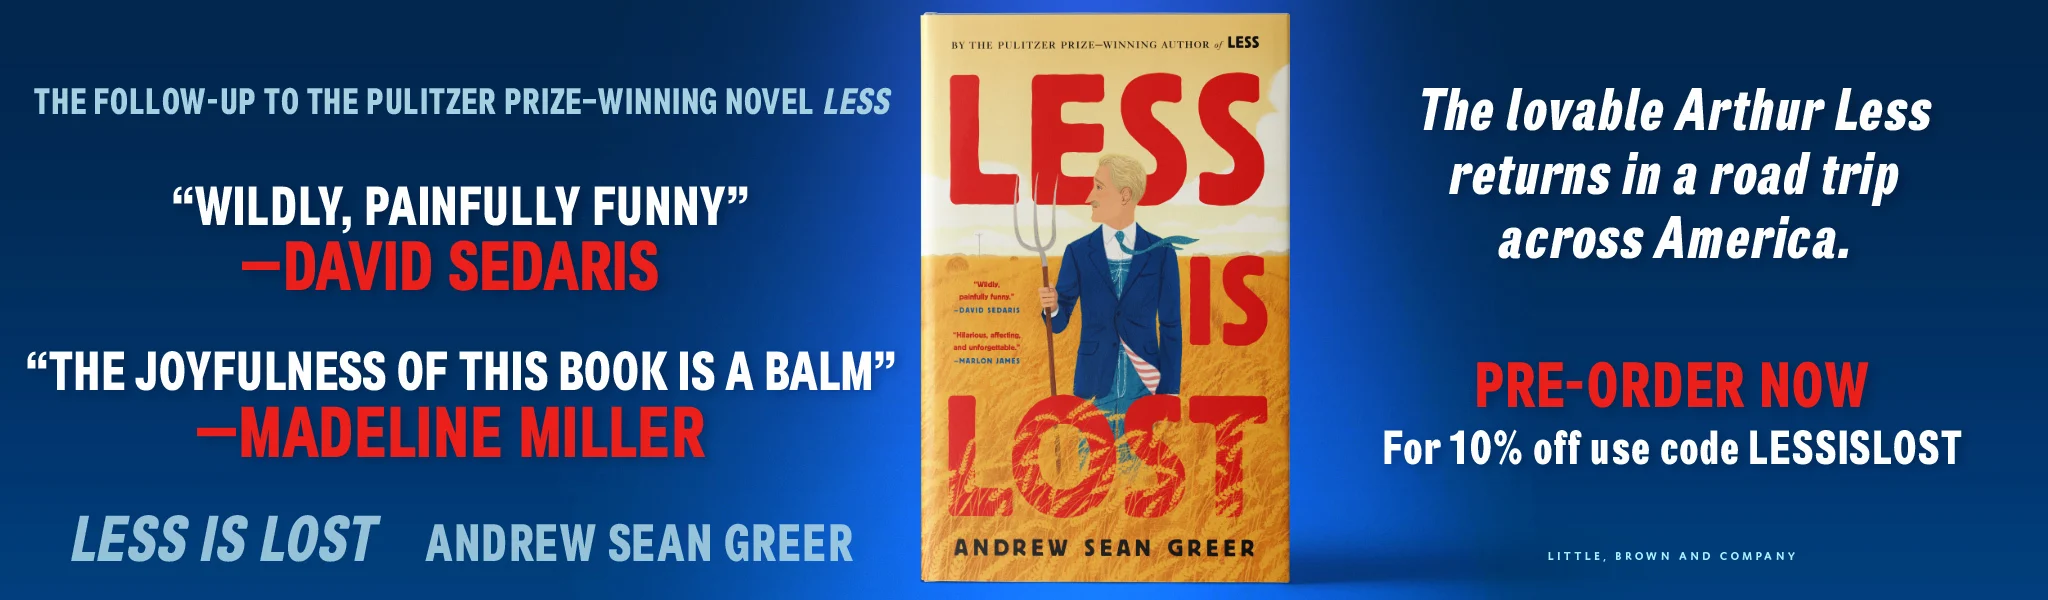 THE FOLLOW-UP TO THE PULITZER PRIZE–WINNING NOVEL LESS
“WILDLY, PAINFULLY FUNNY”
—DAVID SEDARIS
“THE JOYFULNESS OF THIS BOOK IS A BALM”
—MADELINE MILLER
LESS IS LOST ANDREW SEAN GREER
BY THE PULITZER PRIZE–WINNING AUTHOR of LESS
LESS
IS
“Wildly,
painfully funny.”
–DAVID SEDARIS
“Hilarious, affecting,
and unforgettable.”
–MARLON JAMES
LOST
ANDREW SEAN GREER
The lovable Arthur Less
returns in a road trip
across America.
PRE-ORDER NOW
For 10% off use code LESSISLOST
LITTLE, BROWN AND COMPANY